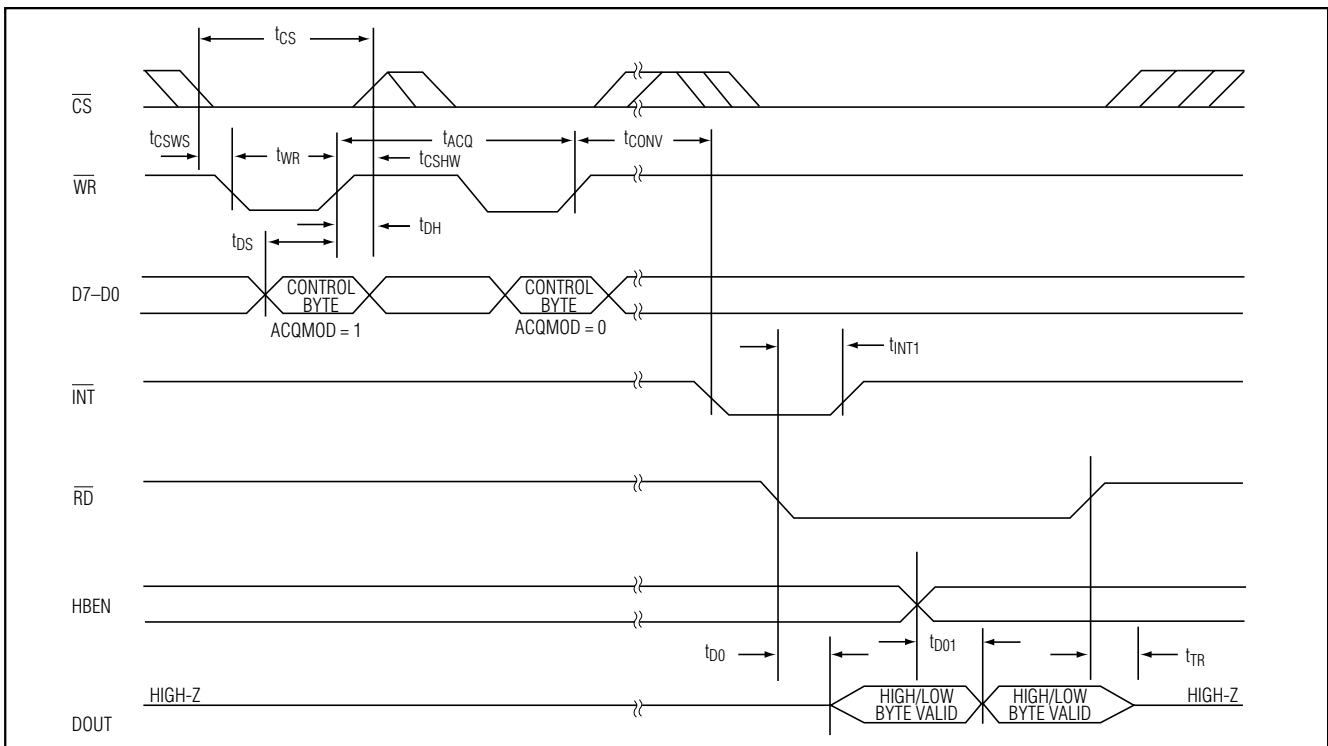 tCS
CS
tCSWS
tWR
tACQ
tCSHW
tCONV
WR
tDS
tDH
D7–D0
CONTROL
BYTE
ACQMOD = 1
CONTROL
BYTE
ACQMOD = 0
tINT1
INT
RD
HBEN
tD0
tD01
tTR
HIGH-Z
DOUT
HIGH/LOW
BYTE VALID
HIGH/LOW
BYTE VALID
HIGH-Z